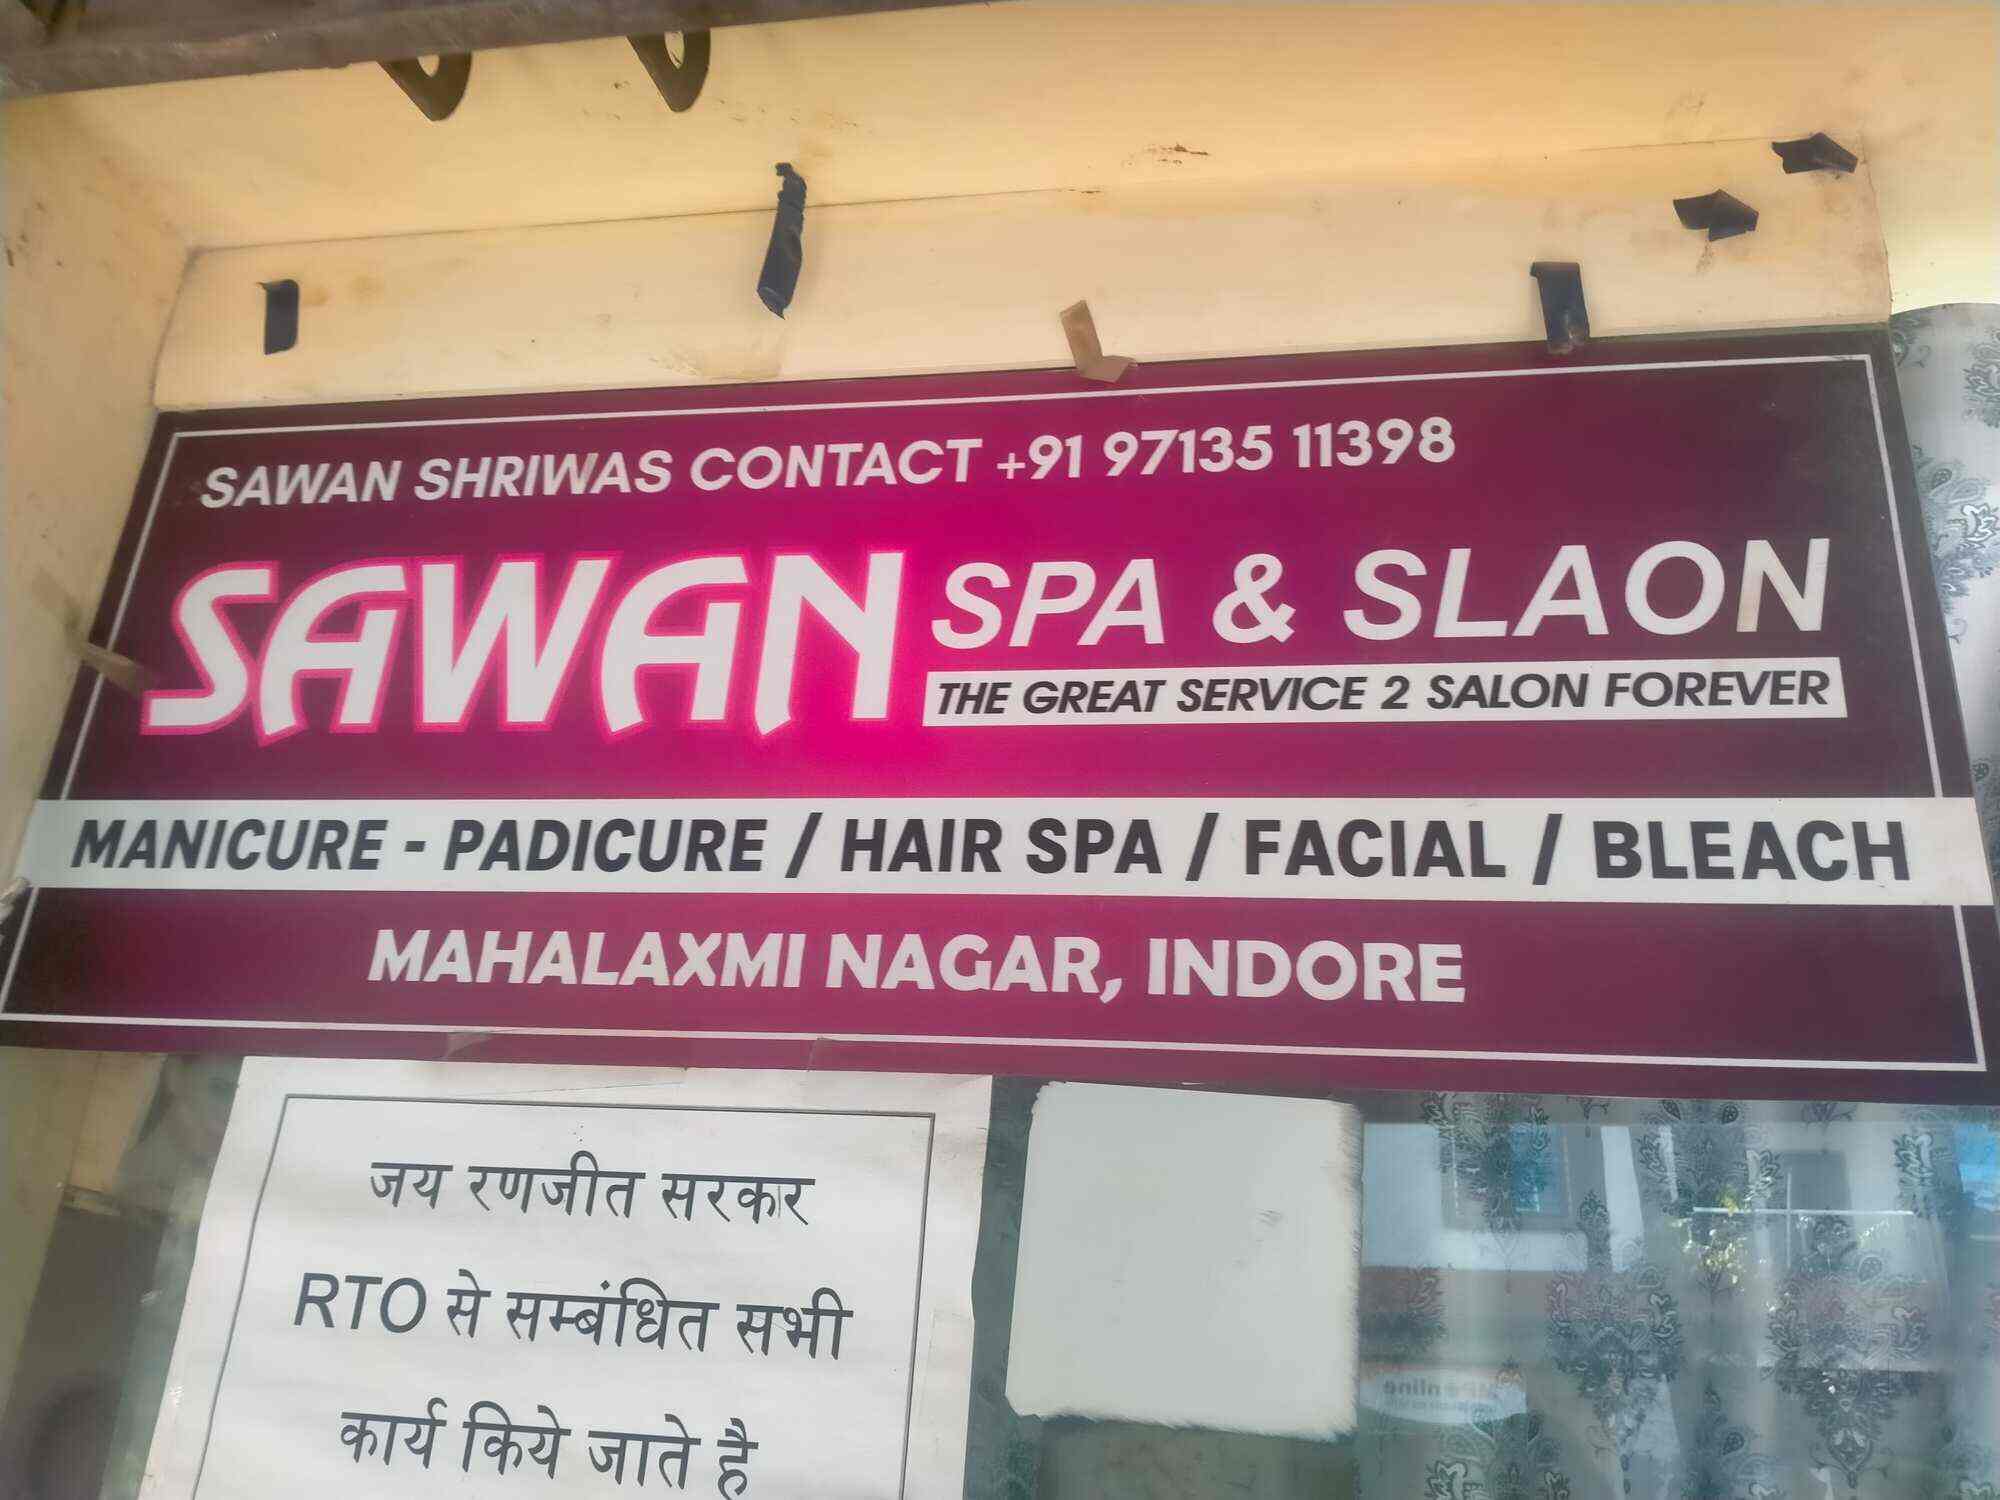 SAWAN SHRIWAS CONTACT +91 97135 11398
SAWAN SPA & SLAON
THE GREAT SERVICE 2 SALON FOREVER
MANICURE - PADICURE / HAIR SPA / FACIAL / BLEACH
MAHALAXMI NAGAR, INDORE
जय रणजीत सरकार
RTO से सम्बंधित सभी
कार्य किये जाते है